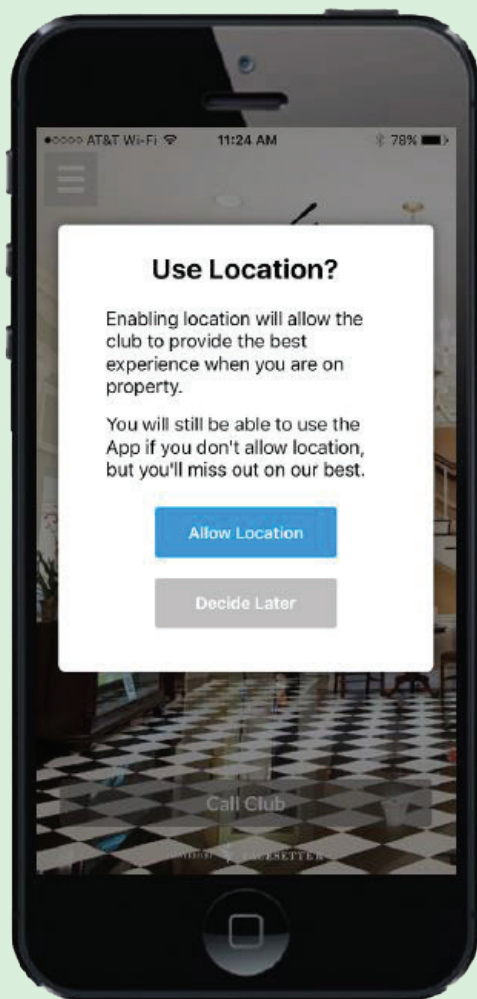 AT&T Wi-Fi 11:24 AM 78%
Use Location?
Enabling location will allow the
club to provide the best
experience when you are on
property.
You will still be able to use the
App if you don't allow location,
but you'll miss out on our best.
Allow Location
Decide Later
Call Club
PACESETTER